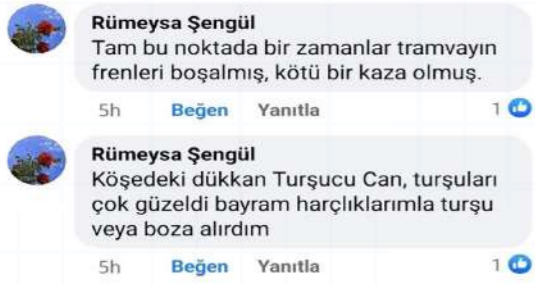 Rümeysa Şengül
Tam bu noktada bir zamanlar tramvayın
frenleri boşalmış, kötü bir kaza olmuş.
5h Beğen Yanıtla 1
Rümeysa Şengül
Köşedeki dükkan Turşucu Can, turşuları
çok güzeldi bayram harçlıklarımla turşu
veya boza alırdım
5h Beğen Yanıtla 1